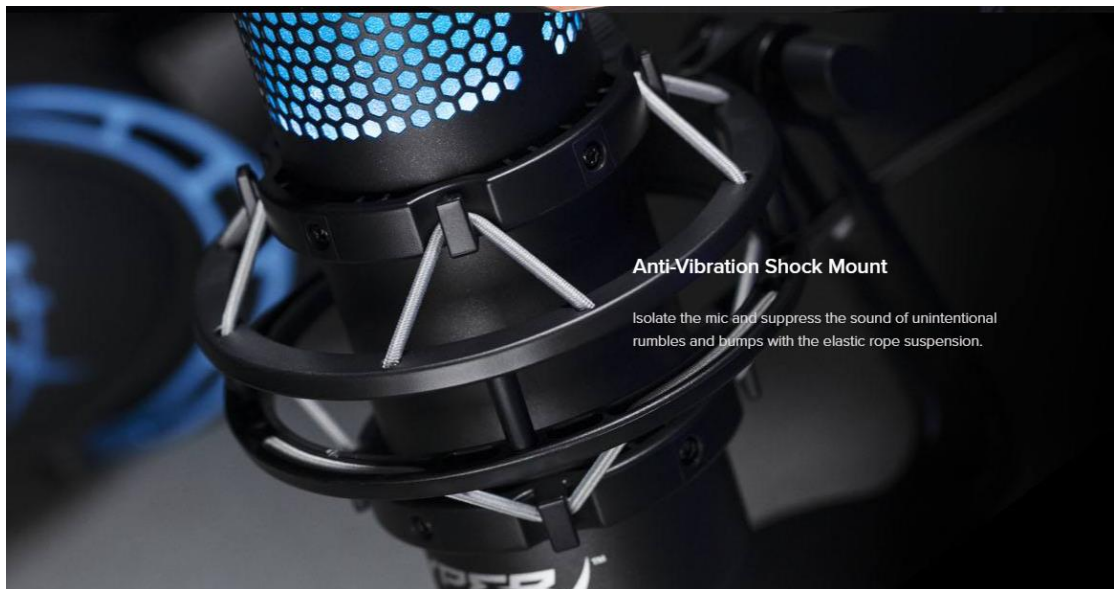 Anti-Vibration Shock Mount
Isolate the mic and suppress the sound of unintentional
rumbles and bumps with the elastic rope suspension.